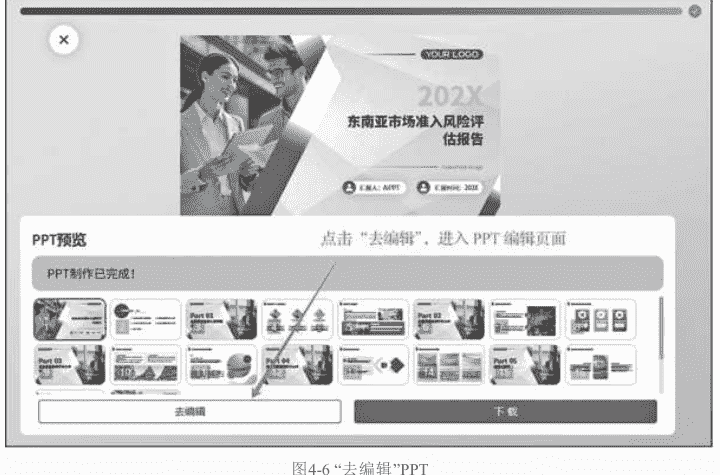 YOUR LOGO
202X
东南亚市场准入风险评
估报告
汇报人：AiPPT
汇报时间：202X
PPT预览
点击“去编辑”，进入 PPT 编辑页面
PPT制作已完成！
Part 01
Part 02
Part 03
Part 04
Part 05
去编辑
下载
图4-6 “去编辑”PPT